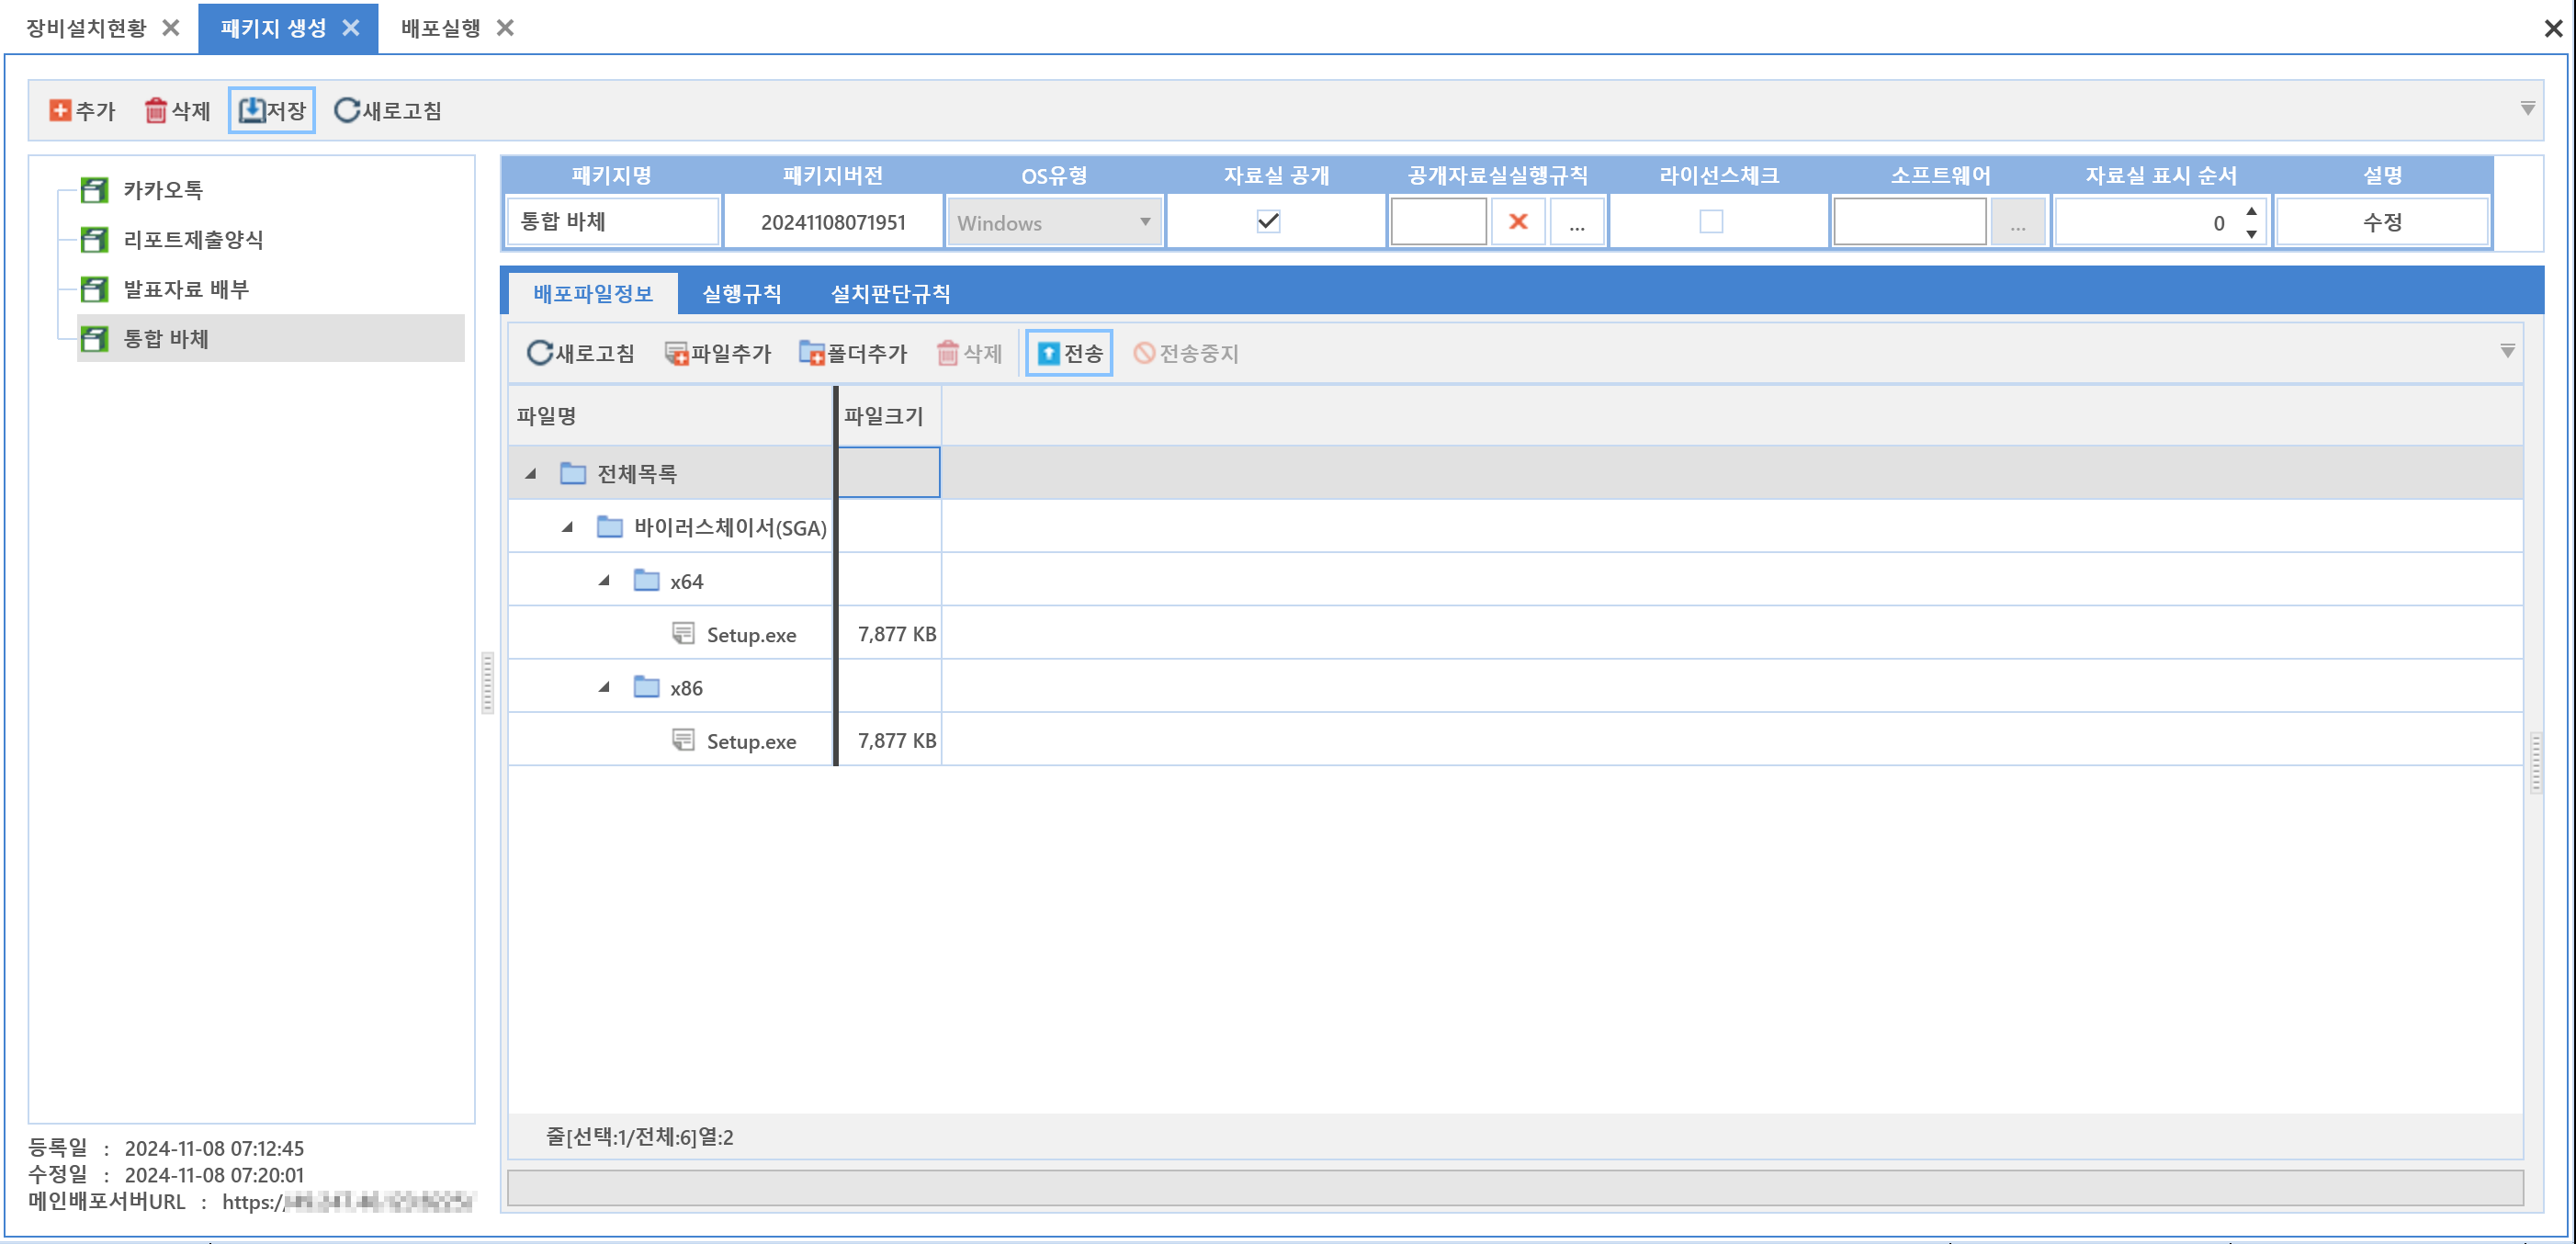 장비설치현황 패키지 생성 배포실행
추가 삭제 저장 새로고침
카카오톡
리포트제출양식
발표자료 배부
통합 바체
패키지명 패키지버전 OS유형 자료실 공개 공개자료실실행규칙 라이선스체크 소프트웨어 자료실 표시 순서 설명
통합 바체 20241108071951 Windows ... ... 0 수정
배포파일정보 실행규칙 설치판단규칙
새로고침 파일추가 폴더추가 삭제 전송 전송중지
파일명 파일크기
전체목록
바이러스체이서(SGA)
x64
Setup.exe 7,877 KB
x86
Setup.exe 7,877 KB
줄[선택:1/전체:6]열:2
등록일 : 2024-11-08 07:12:45
수정일 : 2024-11-08 07:20:01
메인배포서버URL : https:/